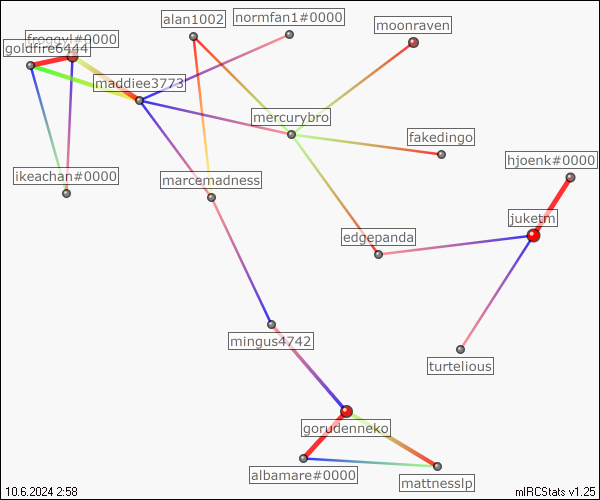 alan1002
normfan1#0000
moonraven
froggyl#0000
goldfire6444
maddiee3773
mercurybro
fakedingo
hjoenk#0000
ikeachan#0000
marcemadness
juketm
edgepanda
mingus4742
turtelious
gorudenneko
albamare#0000
mattnesslp
10.6.2024 2:58
mIRCStats v1.25